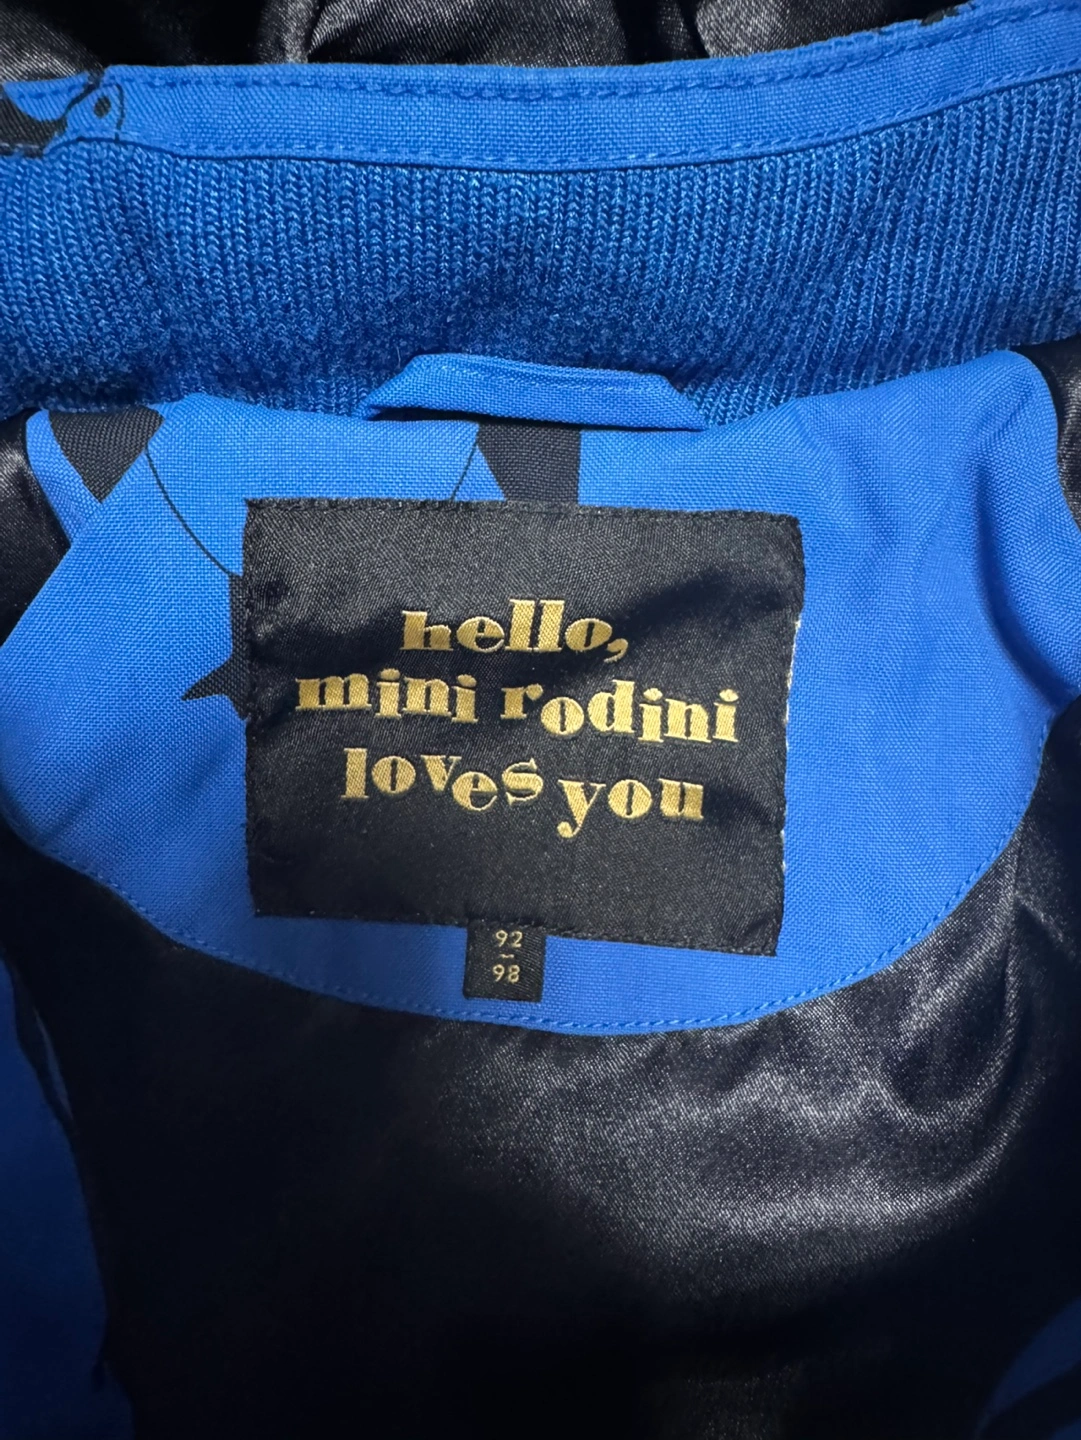 hello,
mini rodini
loves you
92
–
98